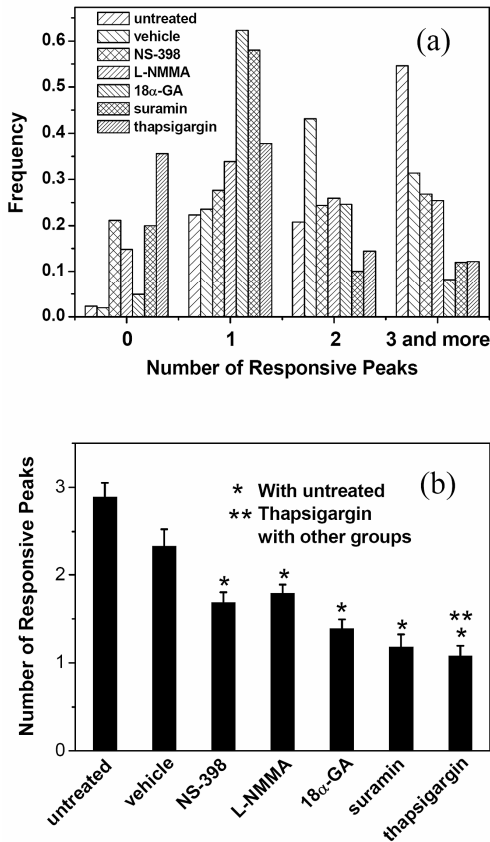 (a)
untreated
vehicle
NS-398
L-NMMA
18α-GA
suramin
thapsigargin
Frequency
0.6
0.5
0.4
0.3
0.2
0.1
0.0
0 1 2 3 and more
Number of Responsive Peaks
(b)
* With untreated
** Thapsigargin
with other groups
Number of Responsive Peaks
3
2
1
0
* * * * ** *
untreated vehicle NS-398 L-NMMA 18α-GA suramin thapsigargin